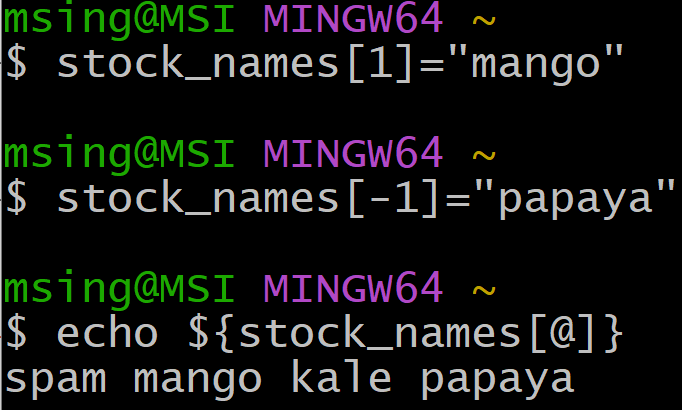 msing@MSI MINGW64 ~
$ stock_names[1]="mango"
msing@MSI MINGW64 ~
$ stock_names[-1]="papaya"
msing@MSI MINGW64 ~
$ echo ${stock_names[@]}
spam mango kale papaya